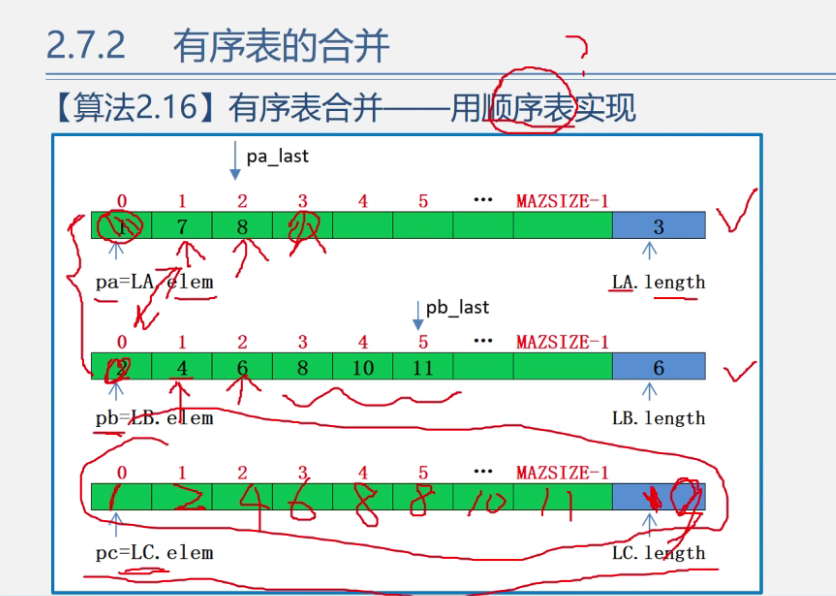 2.7.2 有序表的合并
?
【算法2.16】有序表合并——用顺序表实现
pa_last
0 1 2 3 4 5 ··· MAZSIZE-1
1 7 8 3
pa=LA.elem LA.length
pb_last
0 1 2 3 4 5 ··· MAZSIZE-1
2 4 6 8 10 11 6
pb=LB.elem LB.length
0 1 2 3 4 5 ··· MAZSIZE-1
1 2 4 6 8 8 10 11 9
pc=LC.elem LC.length